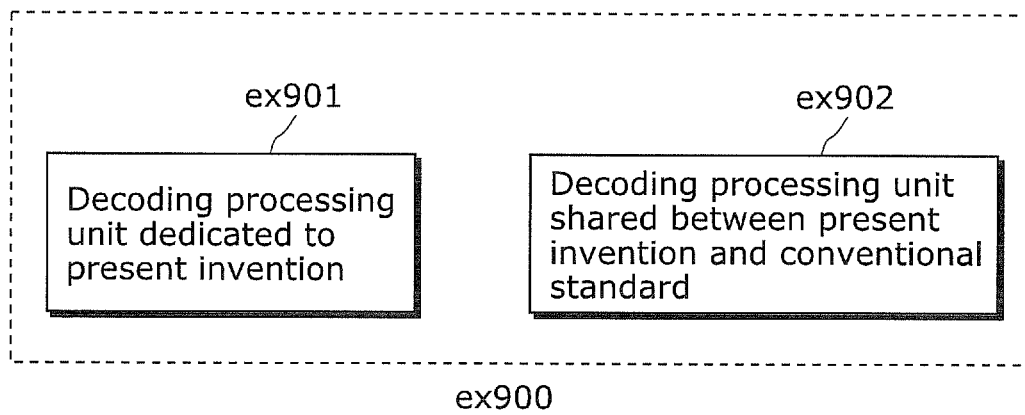 ex901
Decoding processing
unit dedicated to
present invention
ex902
Decoding processing unit
shared between present
invention and conventional
standard
ex900